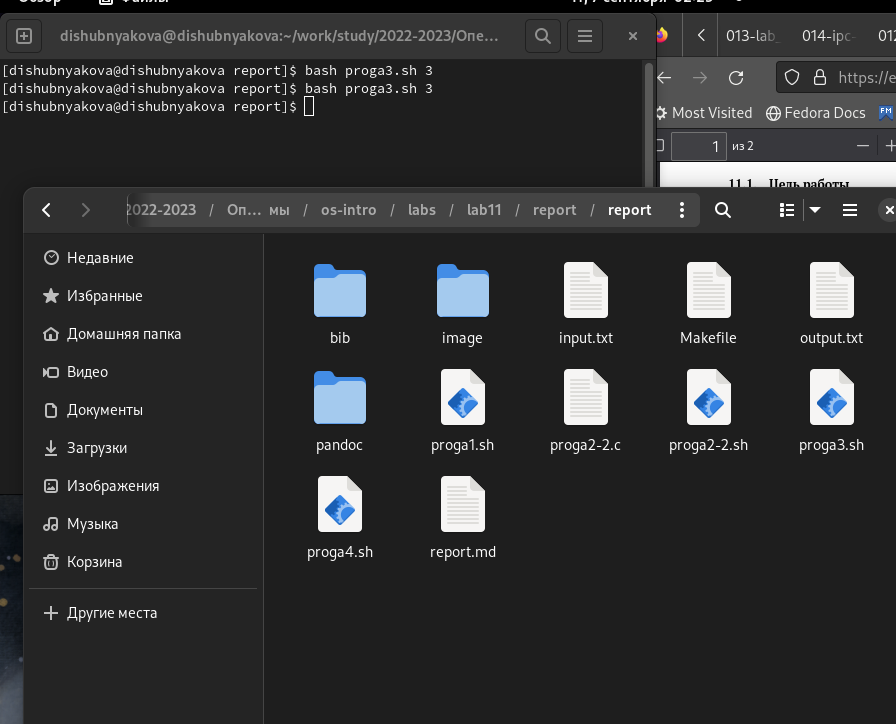 dishubnyakova@dishubnyakova:~/work/study/2022-2023/Опе...
[dishubnyakova@dishubnyakova report]$ bash proga3.sh 3
[dishubnyakova@dishubnyakova report]$ bash proga3.sh 3
[dishubnyakova@dishubnyakova report]$
013-lab_
014-ipc-
012
https://e
Most Visited
Fedora Docs
FM
1 из 2
11.1. Цель работы
2022-2023 / Оп… мы / os-intro / labs / lab11 / report / report
Недавние
Избранные
Домашняя папка
Видео
Документы
Загрузки
Изображения
Музыка
Корзина
Другие места
bib
image
input.txt
Makefile
output.txt
pandoc
proga1.sh
proga2-2.c
proga2-2.sh
proga3.sh
proga4.sh
report.md